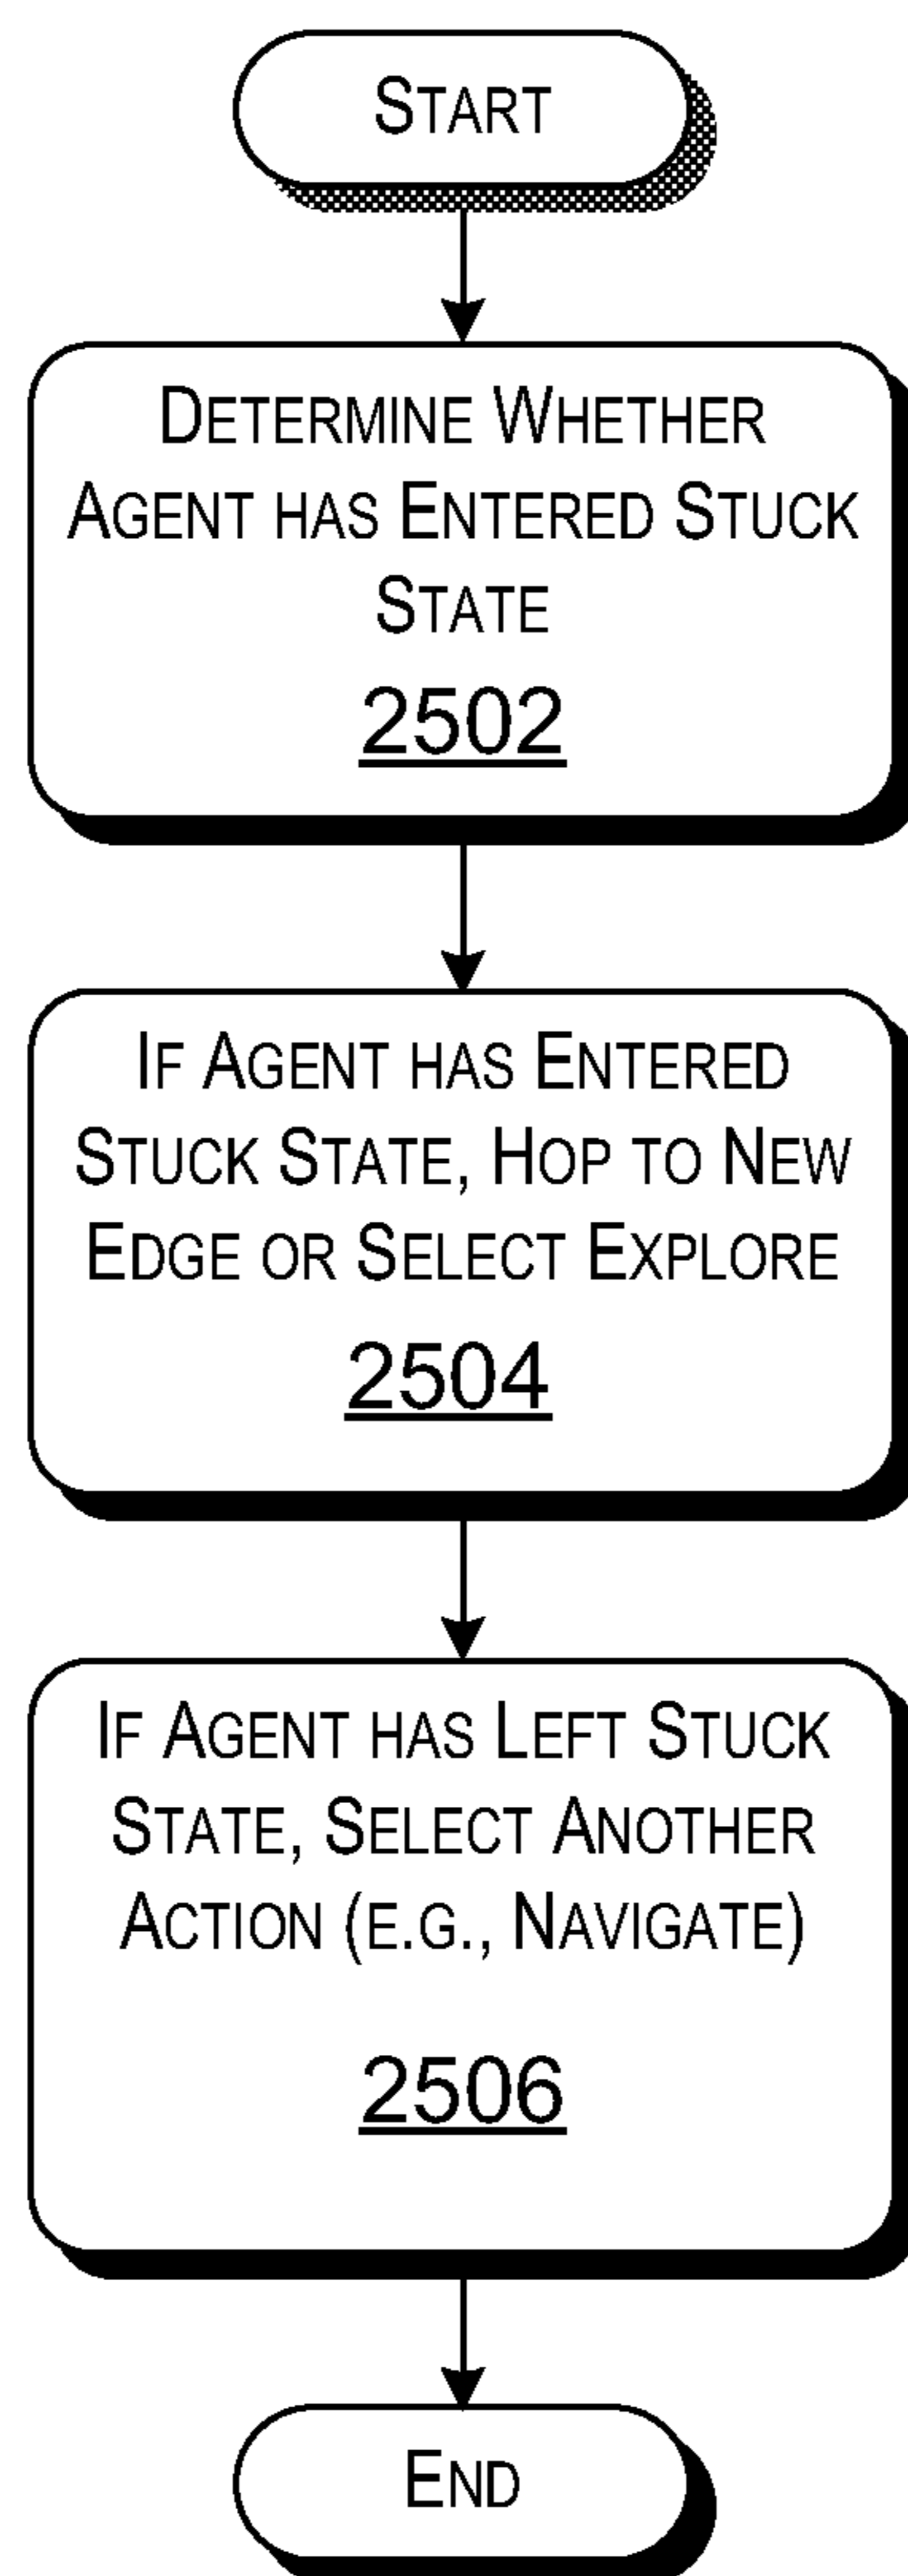 START
DETERMINE WHETHER
AGENT HAS ENTERED STUCK
STATE
2502
IF AGENT HAS ENTERED
STUCK STATE, HOP TO NEW
EDGE OR SELECT EXPLORE
2504
IF AGENT HAS LEFT STUCK
STATE, SELECT ANOTHER
ACTION (E.G., NAVIGATE)
2506
END